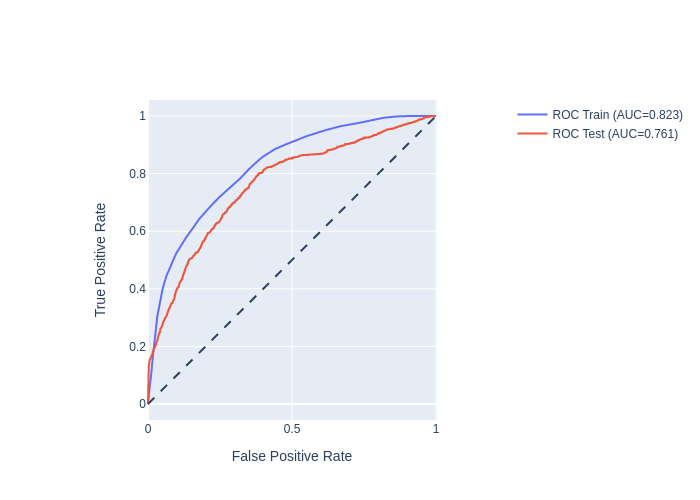 ROC Train (AUC=0.823)
ROC Test (AUC=0.761)
1
0.8
0.6
0.4
0.2
0
True Positive Rate
0
0.5
1
False Positive Rate